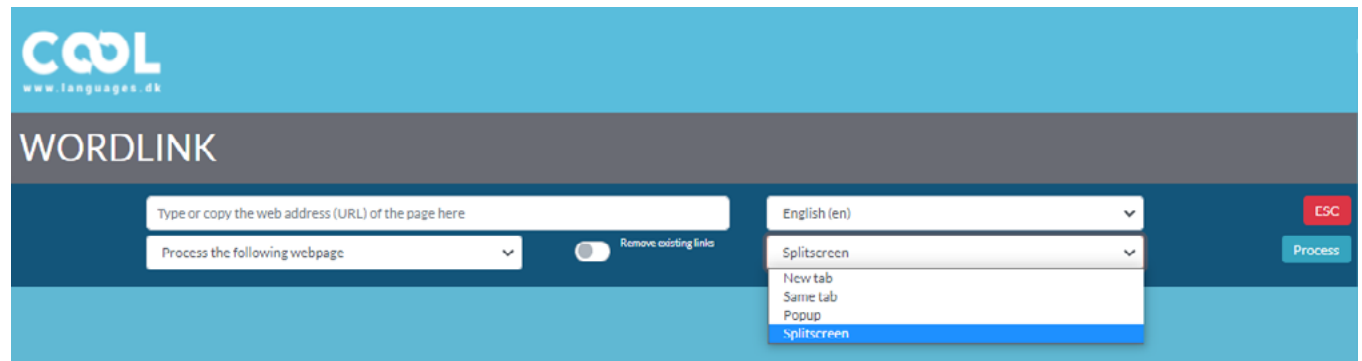 COOL
www.languages.dk
WORDLINK
Type or copy the web address (URL) of the page here
English (en)
ESC
Process the following webpage
Remove existing links
Splitscreen
Process
New tab
Same tab
Popup
Splitscreen